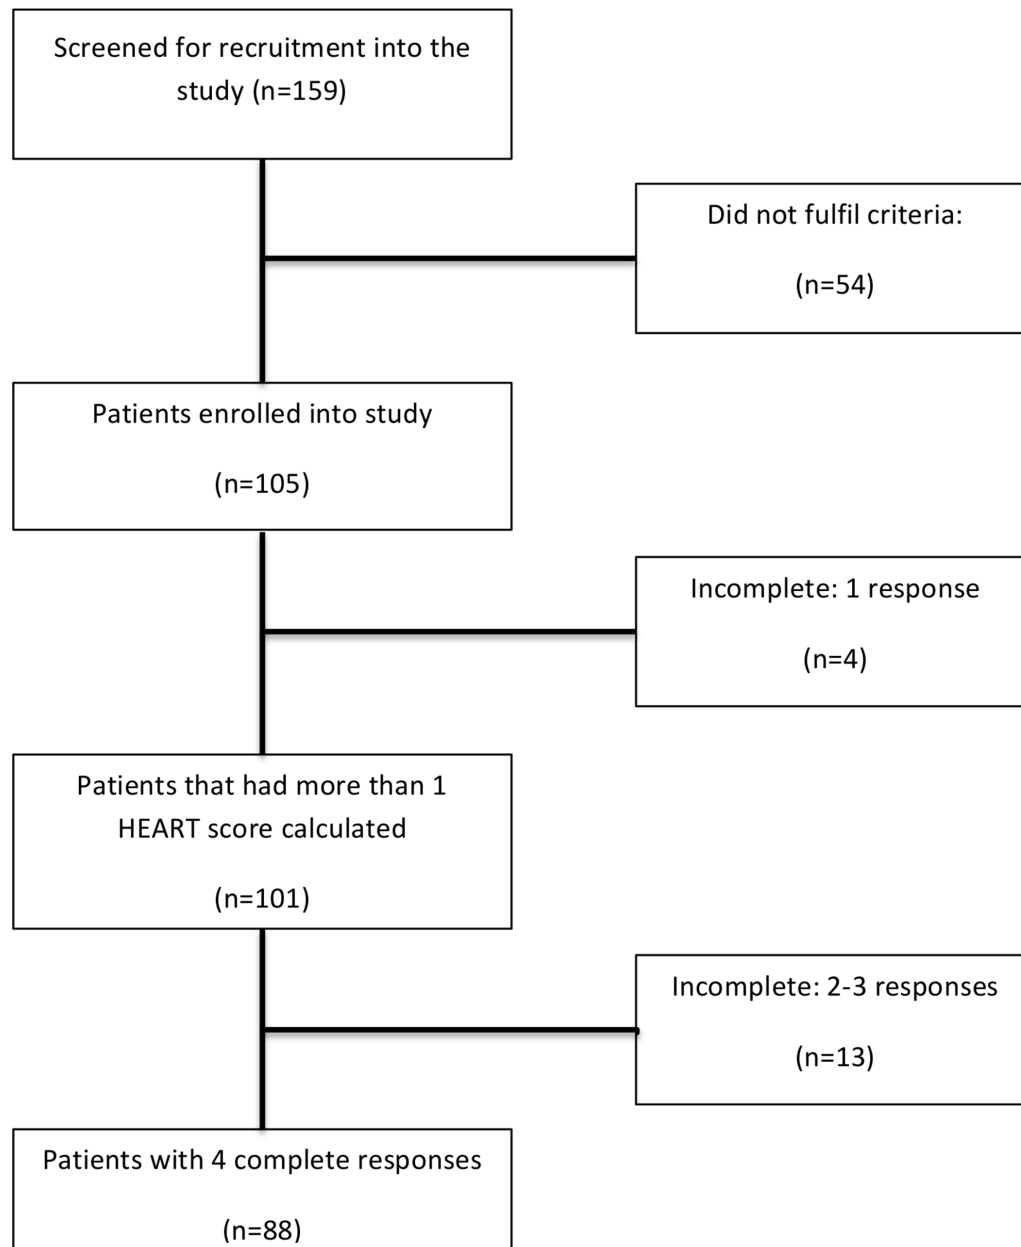 Screened for recruitment into the
study (n=159)
Did not fulfil criteria:
(n=54)
Patients enrolled into study
(n=105)
Incomplete: 1 response
(n=4)
Patients that had more than 1
HEART score calculated
(n=101)
Incomplete: 2-3 responses
(n=13)
Patients with 4 complete responses
(n=88)